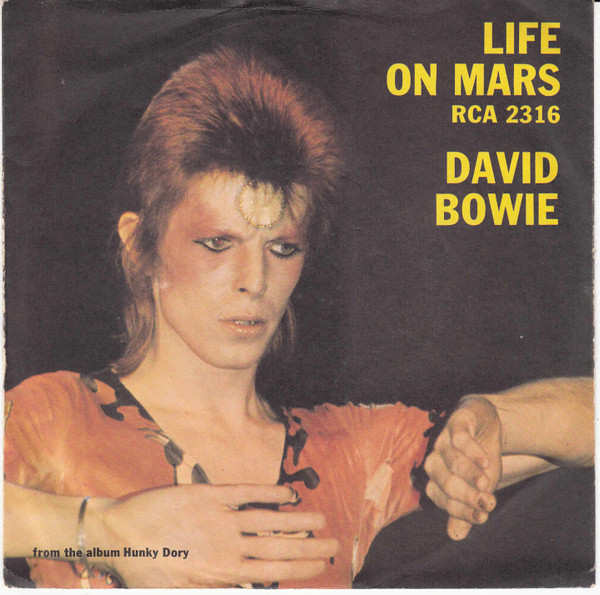 LIFE
ON MARS
RCA 2316
DAVID
BOWIE
from the album Hunky Dory